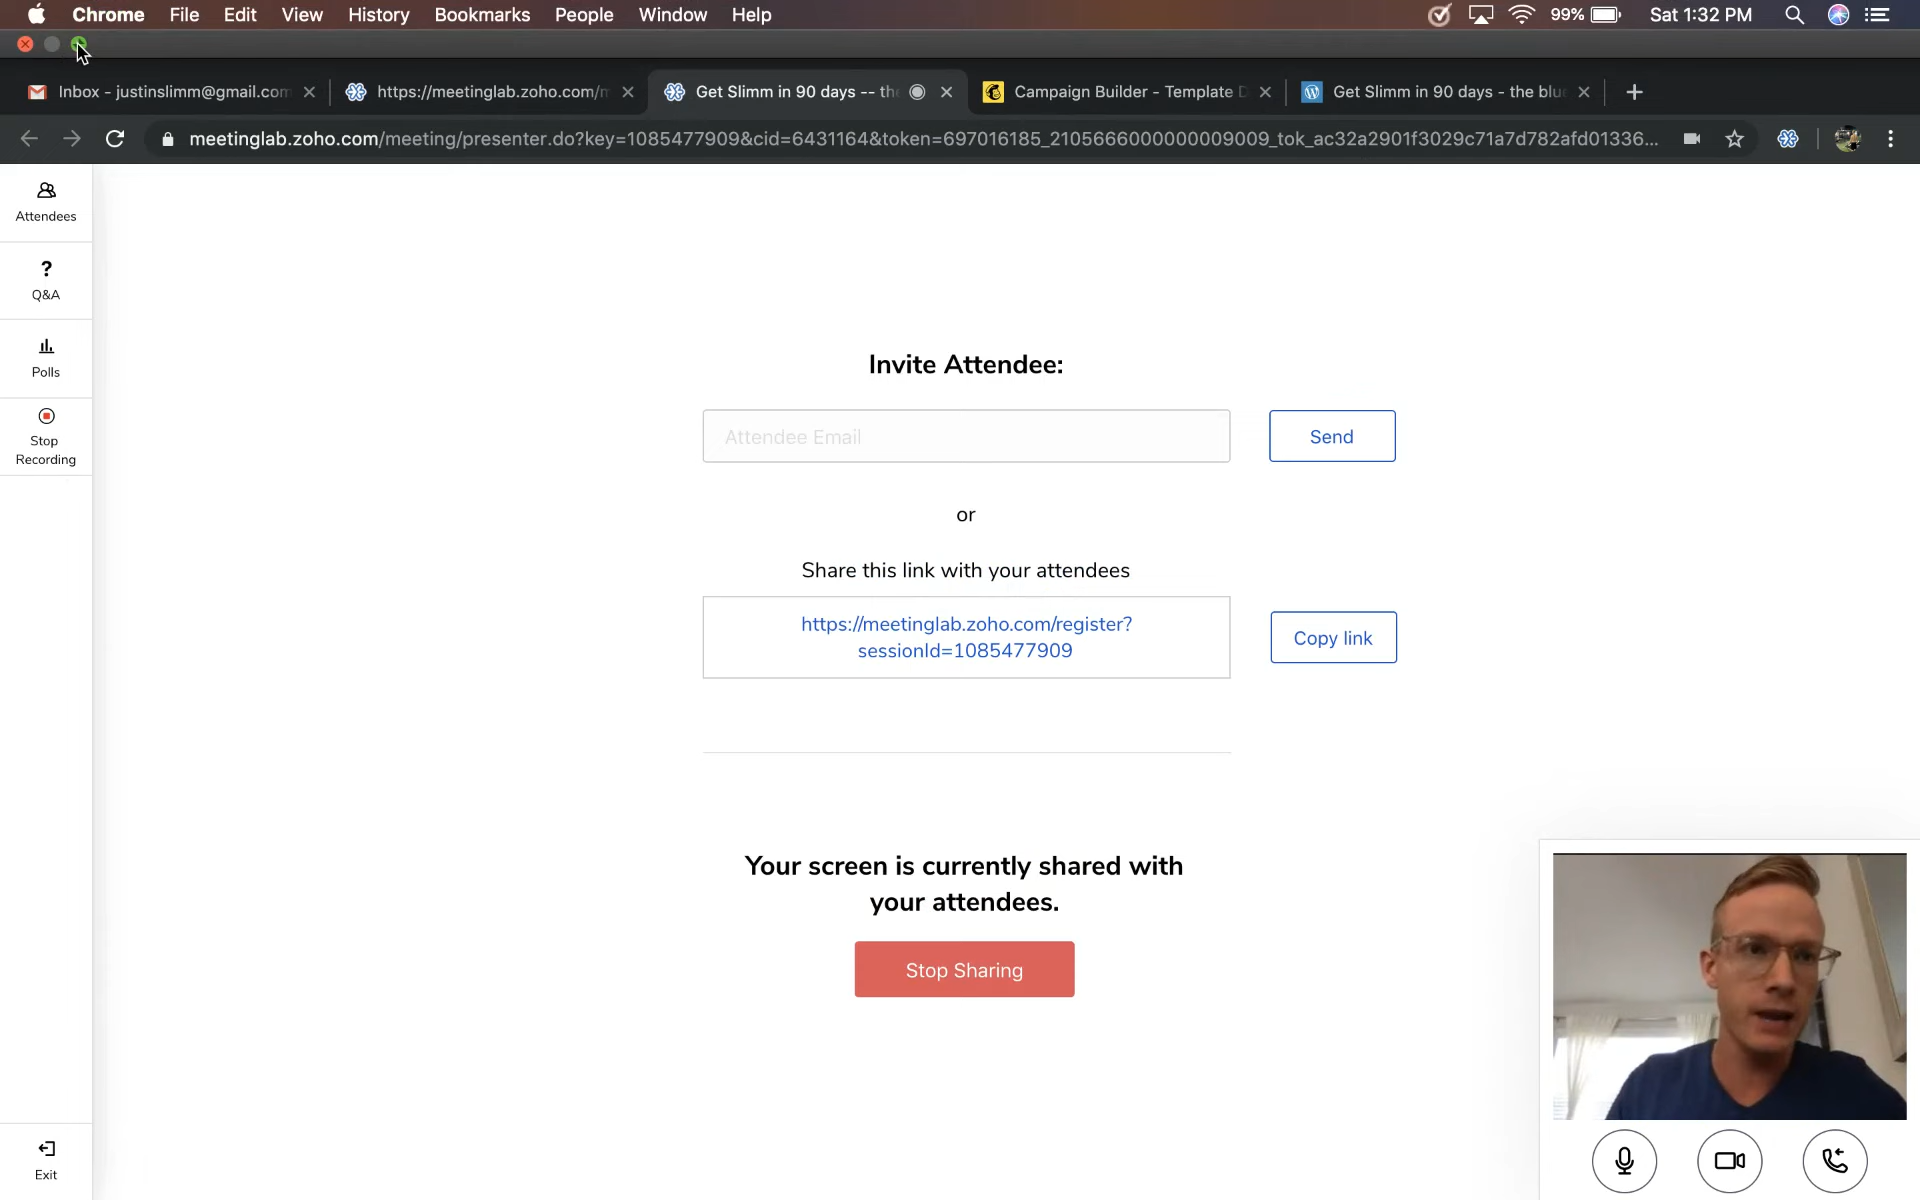 Chrome File Edit View History Bookmarks People Window Help 99% Sat 1:32 PM
Inbox - justinslimm@gmail.com https://meetinglab.zoho.com/m Get Slimm in 90 days -- the Campaign Builder - Template D Get Slimm in 90 days - the blue
meetinglab.zoho.com/meeting/presenter.do?key=1085477909&cid=6431164&token=697016185_2105666000000009009_tok_ac32a2901f3029c71a7d782afd01336...
Attendees
? 
Q&A
Polls
Stop
Recording
Invite Attendee:
Attendee Email Send
or
Share this link with your attendees
https://meetinglab.zoho.com/register?
sessionId=1085477909
Copy link
Your screen is currently shared with
your attendees.
Stop Sharing
Exit